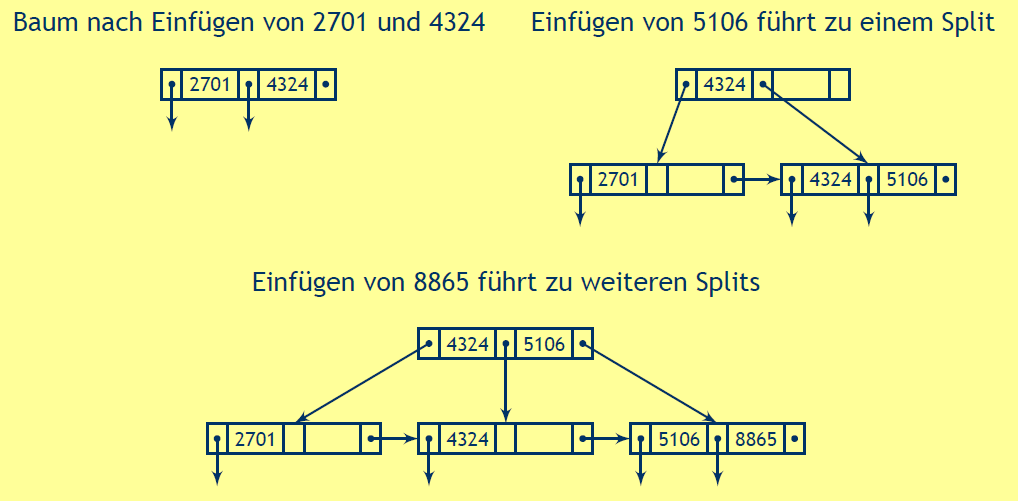 Baum nach Einfügen von 2701 und 4324
2701 4324
Einfügen von 5106 führt zu einem Split
4324
2701 4324 5106
Einfügen von 8865 führt zu weiteren Splits
4324 5106
2701 4324 5106 8865